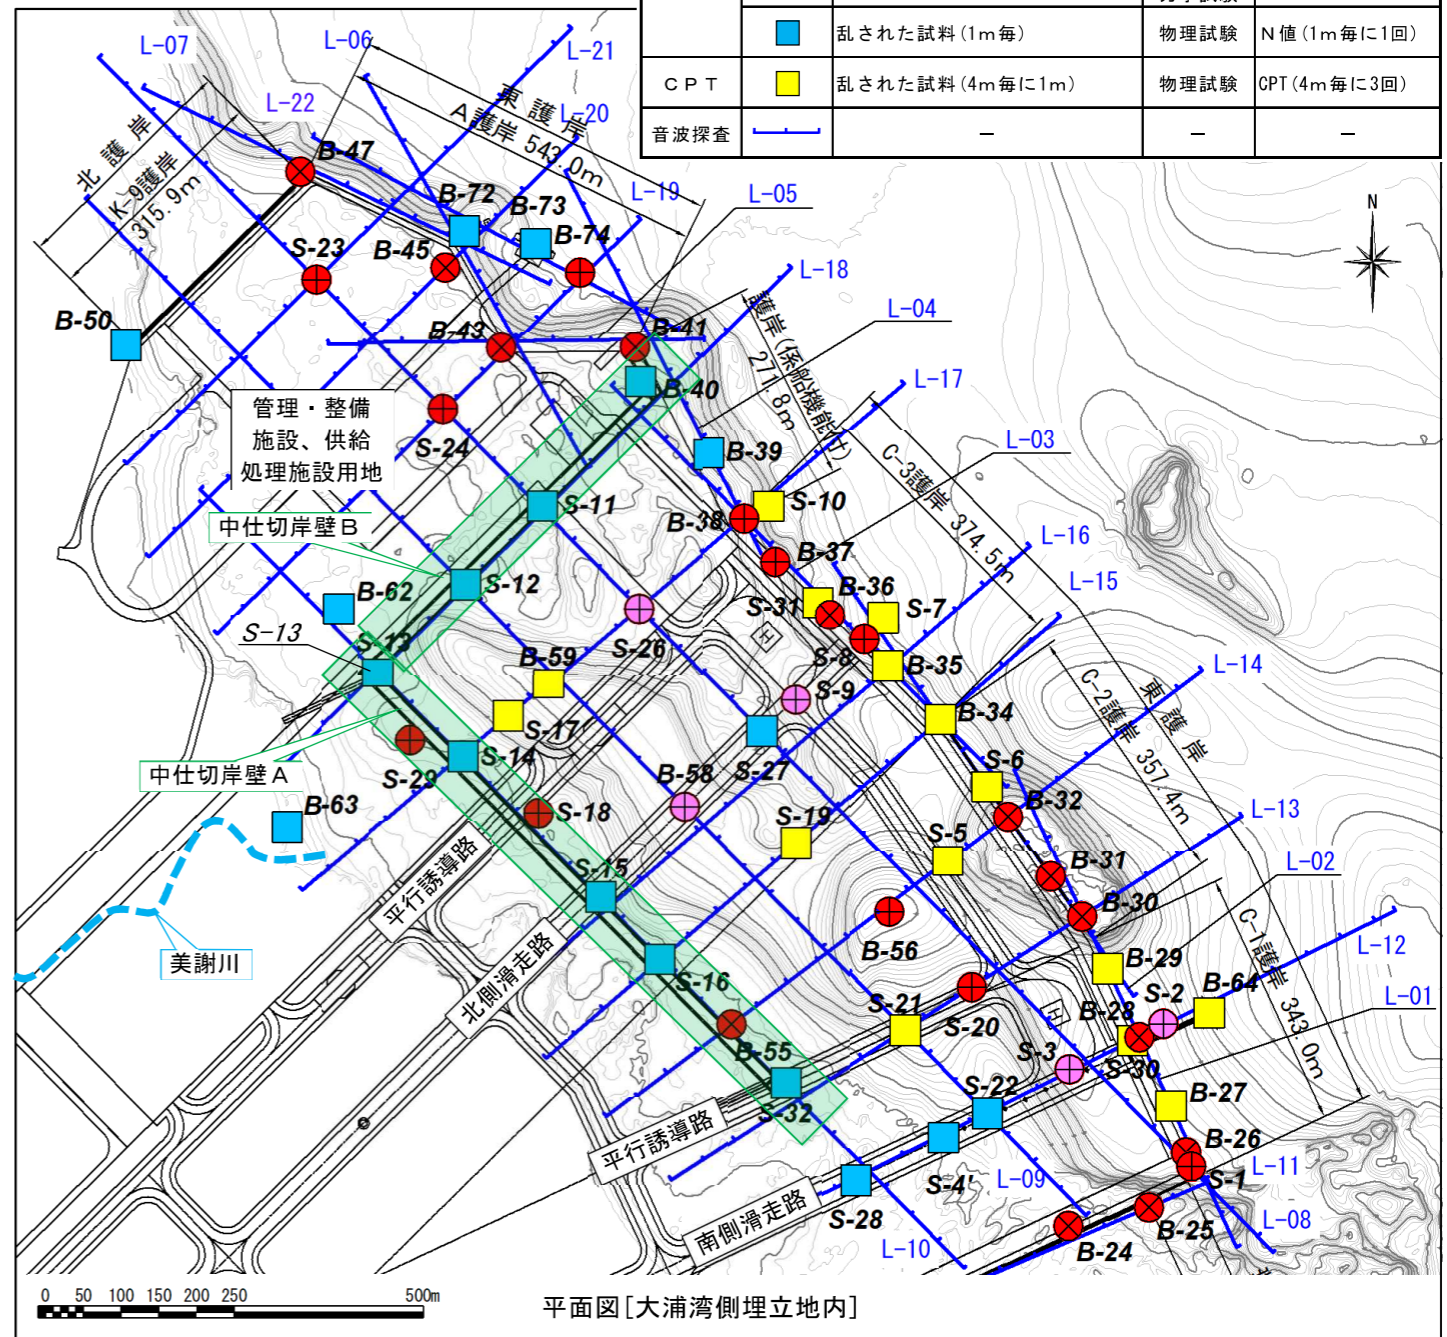 乱された試料(1m毎)
物理試験
N値(1m毎に1回)
CPT
乱された試料(4m毎に1m)
物理試験
CPT(4m毎に3回)
音波探査
－
－
－
L-07
L-06
L-21
L-22
L-20
東護岸
A護岸 543.0m
北護岸
K-9護岸
315.9m
B-47
B-72
B-73
B-74
L-19
L-05
N
S-23
B-45
L-18
B-50
B-43
B-41
L-04
護岸(係船機能付)
271.8m
B-40
L-17
管理・整備
施設、供給
処理施設用地
S-24
B-39
L-03
C-3護岸 374.5m
S-11
S-10
中仕切岸壁B
B-38
L-16
B-37
S-12
B-36
L-15
B-62
S-31
S-7
S-13
S-13
S-26
S-8
B-59
B-35
L-14
S-9
C-2護岸 357.4m
東護岸
S-17
B-34
S-14
S-27
中仕切岸壁A
S-29
S-6
B-58
B-32
L-13
B-63
S-18
S-19
S-5
平行誘導路
S-15
B-31
L-02
B-30
北側滑走路
B-56
C-1護岸 343.0m
L-12
美謝川
S-16
B-29
B-64
L-01
S-2
S-21
B-28
S-20
B-55
S-3
S-30
S-32
S-22
B-27
平行誘導路
B-26
S-4'
L-09
L-11
S-1
南側滑走路
S-28
B-25
L-08
L-10
B-24
0 50 100 150 200 250 500m
平面図[大浦湾側埋立地内]